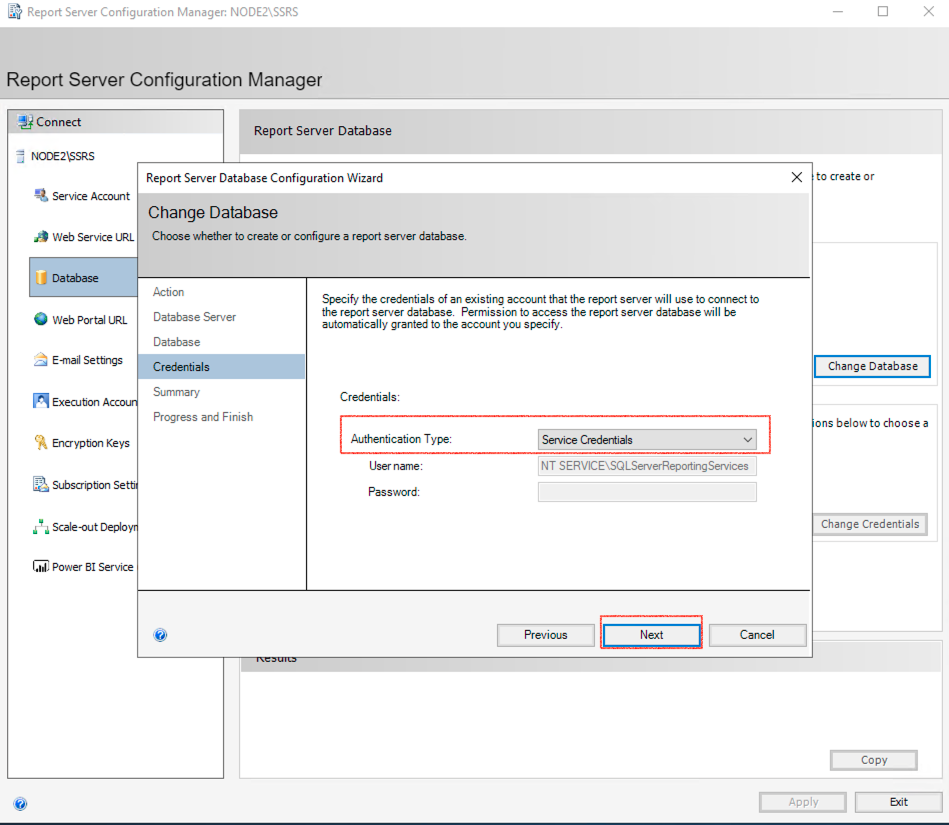 Report Server Configuration Manager: NODE2\SSRS
Report Server Configuration Manager
Connect
NODE2\SSRS
Service Account
Web Service URL
Database
Web Portal URL
E-mail Settings
Execution Accoun
Encryption Keys
Subscription Settin
Scale-out Deploym
Power BI Service
Report Server Database
to create or
Change Database
ions below to choose a
Change Credentials
Report Server Database Configuration Wizard
Change Database
Choose whether to create or configure a report server database.
Action
Database Server
Database
Credentials
Summary
Progress and Finish
Specify the credentials of an existing account that the report server will use to connect to
the report server database. Permission to access the report server database will be
automatically granted to the account you specify.
Credentials:
Authentication Type: Service Credentials
User name: NT SERVICE\SQLServerReportingServices
Password:
Previous Next Cancel
Results
Copy
Apply Exit